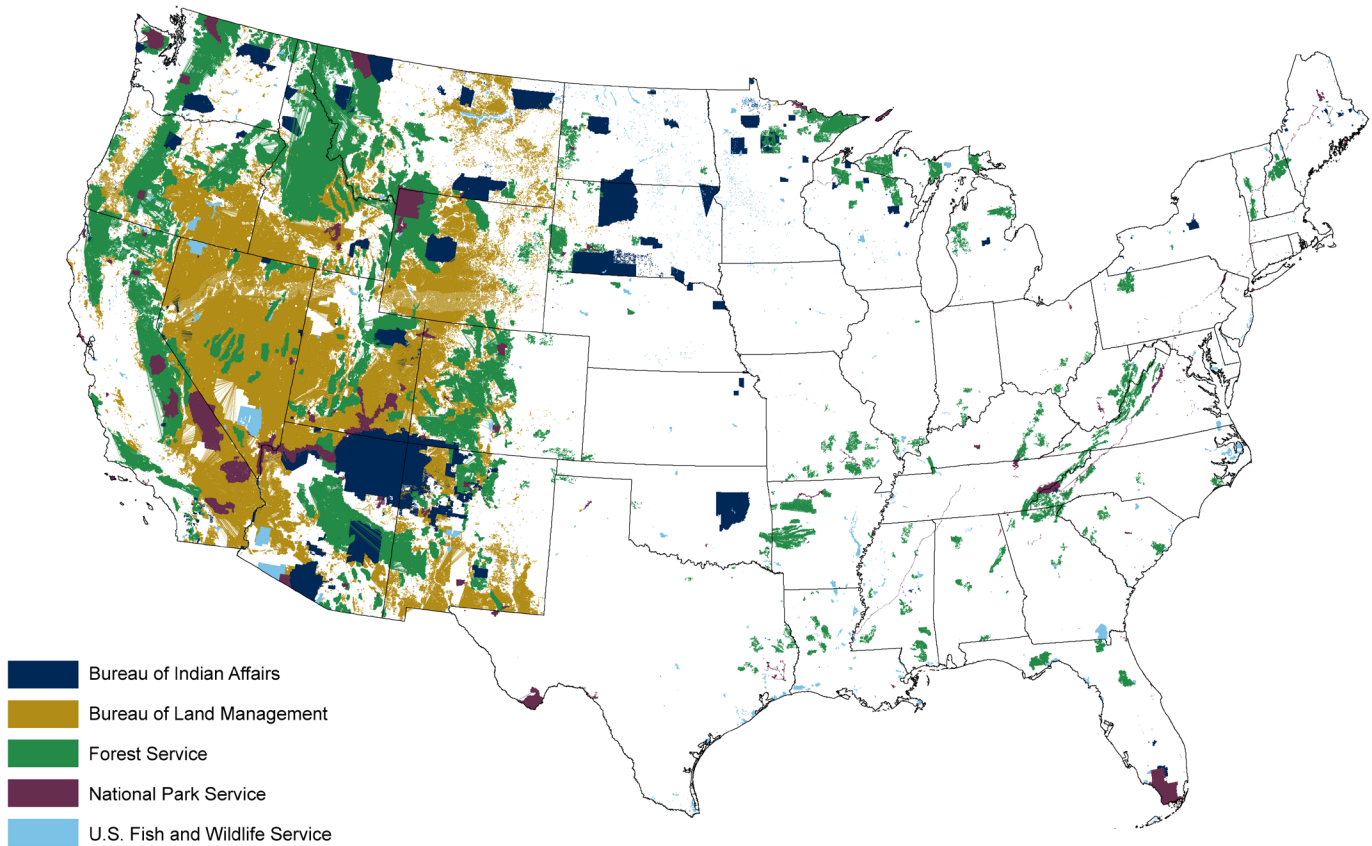 Bureau of Indian Affairs
Bureau of Land Management
Forest Service
National Park Service
U.S. Fish and Wildlife Service